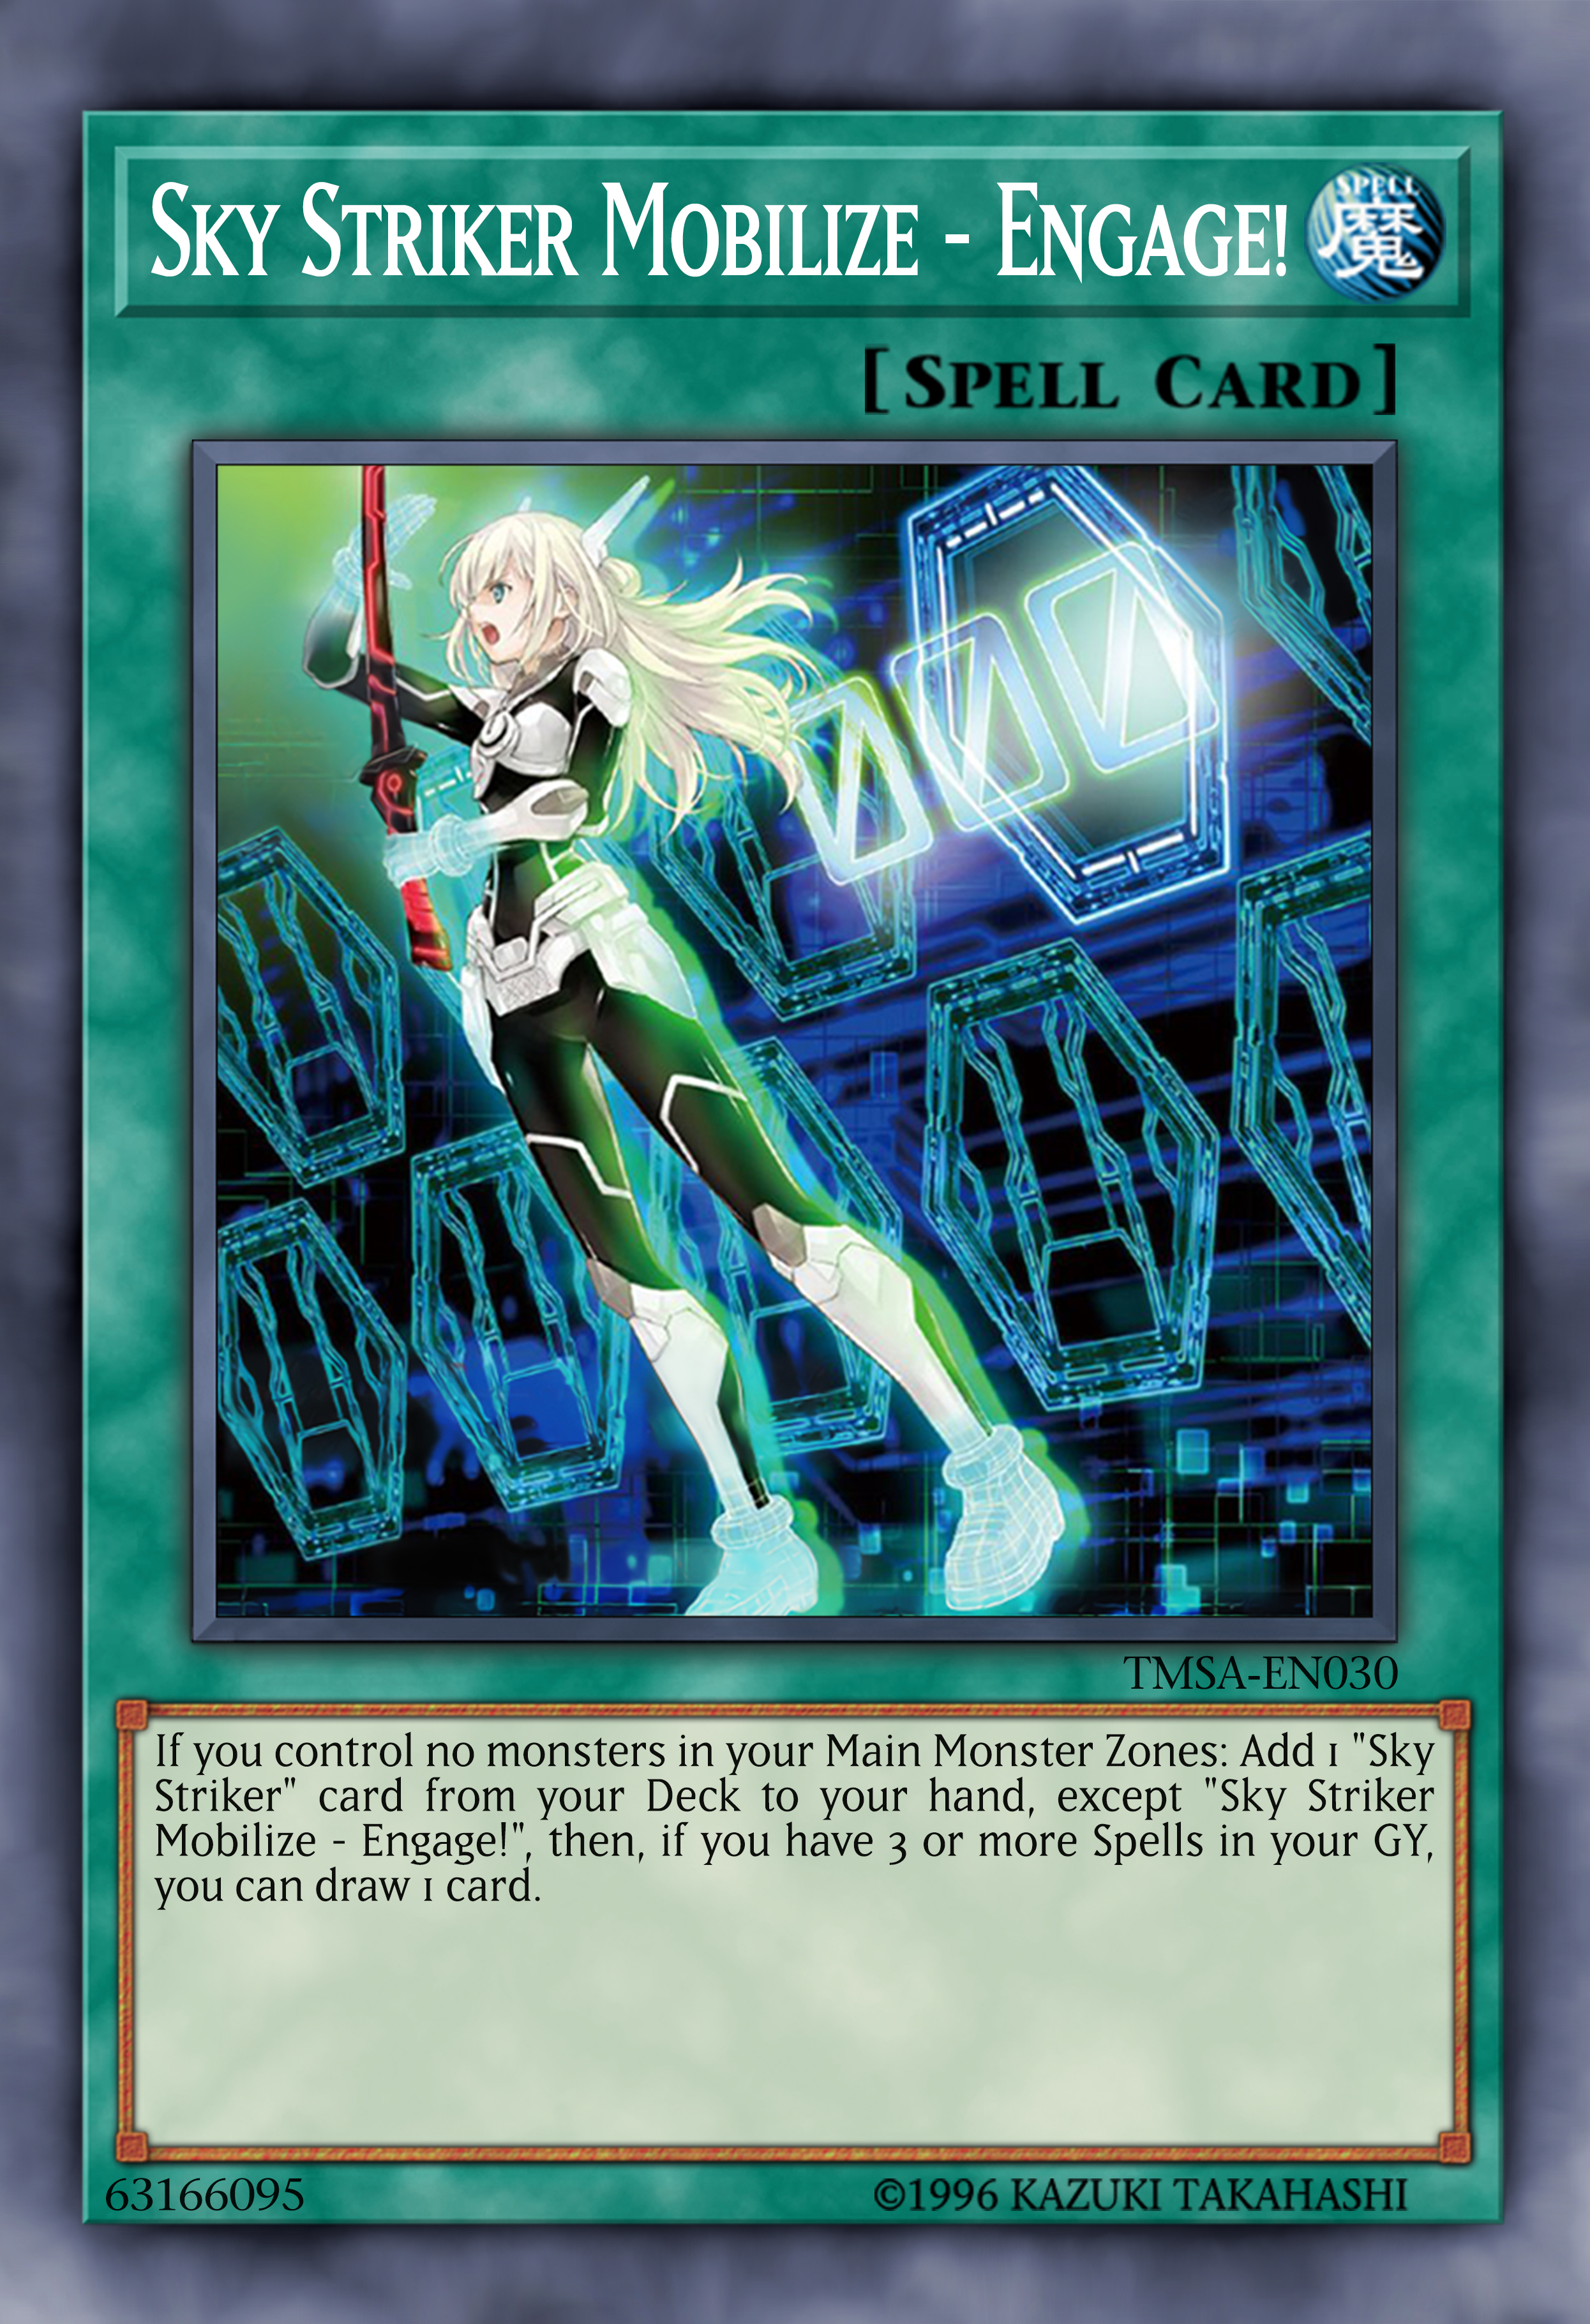 Sky Striker Mobilize - Engage!
SPELL
魔
[Spell Card]
TMSA-EN030
If you control no monsters in your Main Monster Zones: Add 1 "Sky
Striker" card from your Deck to your hand, except "Sky Striker
Mobilize - Engage!", then, if you have 3 or more Spells in your GY,
you can draw 1 card.
63166095
©1996 KAZUKI TAKAHASHI